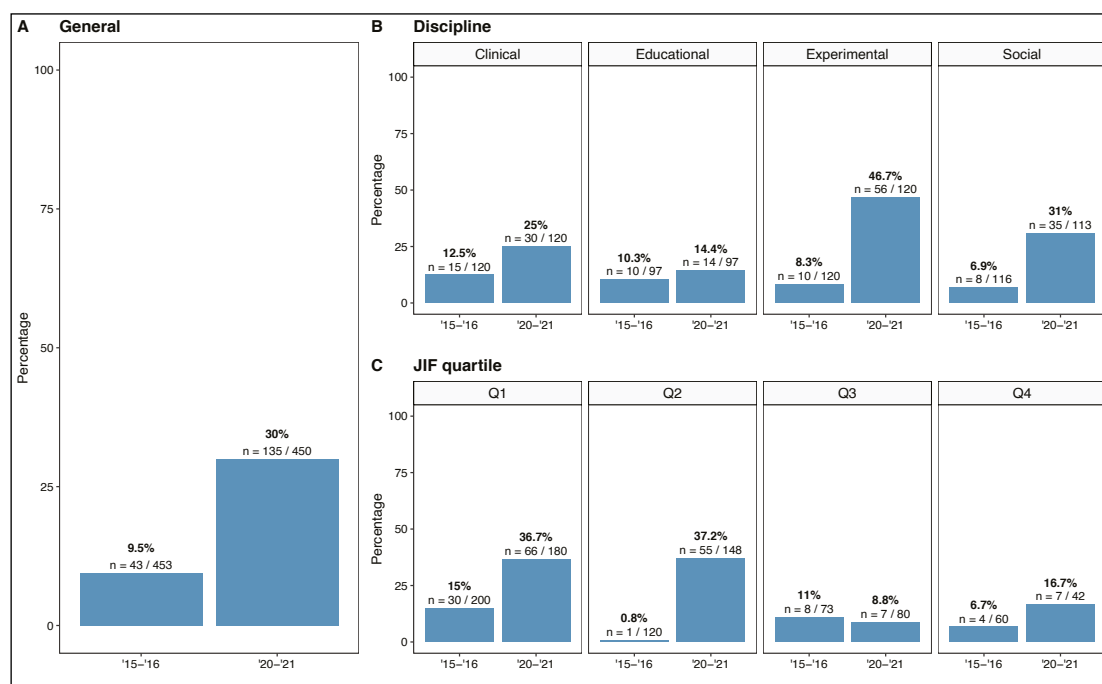 A General
Percentage
100
75
50
25
0
9.5%
n = 43 / 453
30%
n = 135 / 450
'15–'16
'20–'21
B Discipline
Percentage
100
75
50
25
0
Clinical
12.5%
n = 15 / 120
25%
n = 30 / 120
'15–'16
'20–'21
Educational
10.3%
n = 10 / 97
14.4%
n = 14 / 97
'15–'16
'20–'21
Experimental
8.3%
n = 10 / 120
46.7%
n = 56 / 120
'15–'16
'20–'21
Social
6.9%
n = 8 / 116
31%
n = 35 / 113
'15–'16
'20–'21
C JIF quartile
Percentage
100
75
50
25
0
Q1
15%
n = 30 / 200
36.7%
n = 66 / 180
'15–'16
'20–'21
Q2
0.8%
n = 1 / 120
37.2%
n = 55 / 148
'15–'16
'20–'21
Q3
11%
n = 8 / 73
8.8%
n = 7 / 80
'15–'16
'20–'21
Q4
6.7%
n = 4 / 60
16.7%
n = 7 / 42
'15–'16
'20–'21